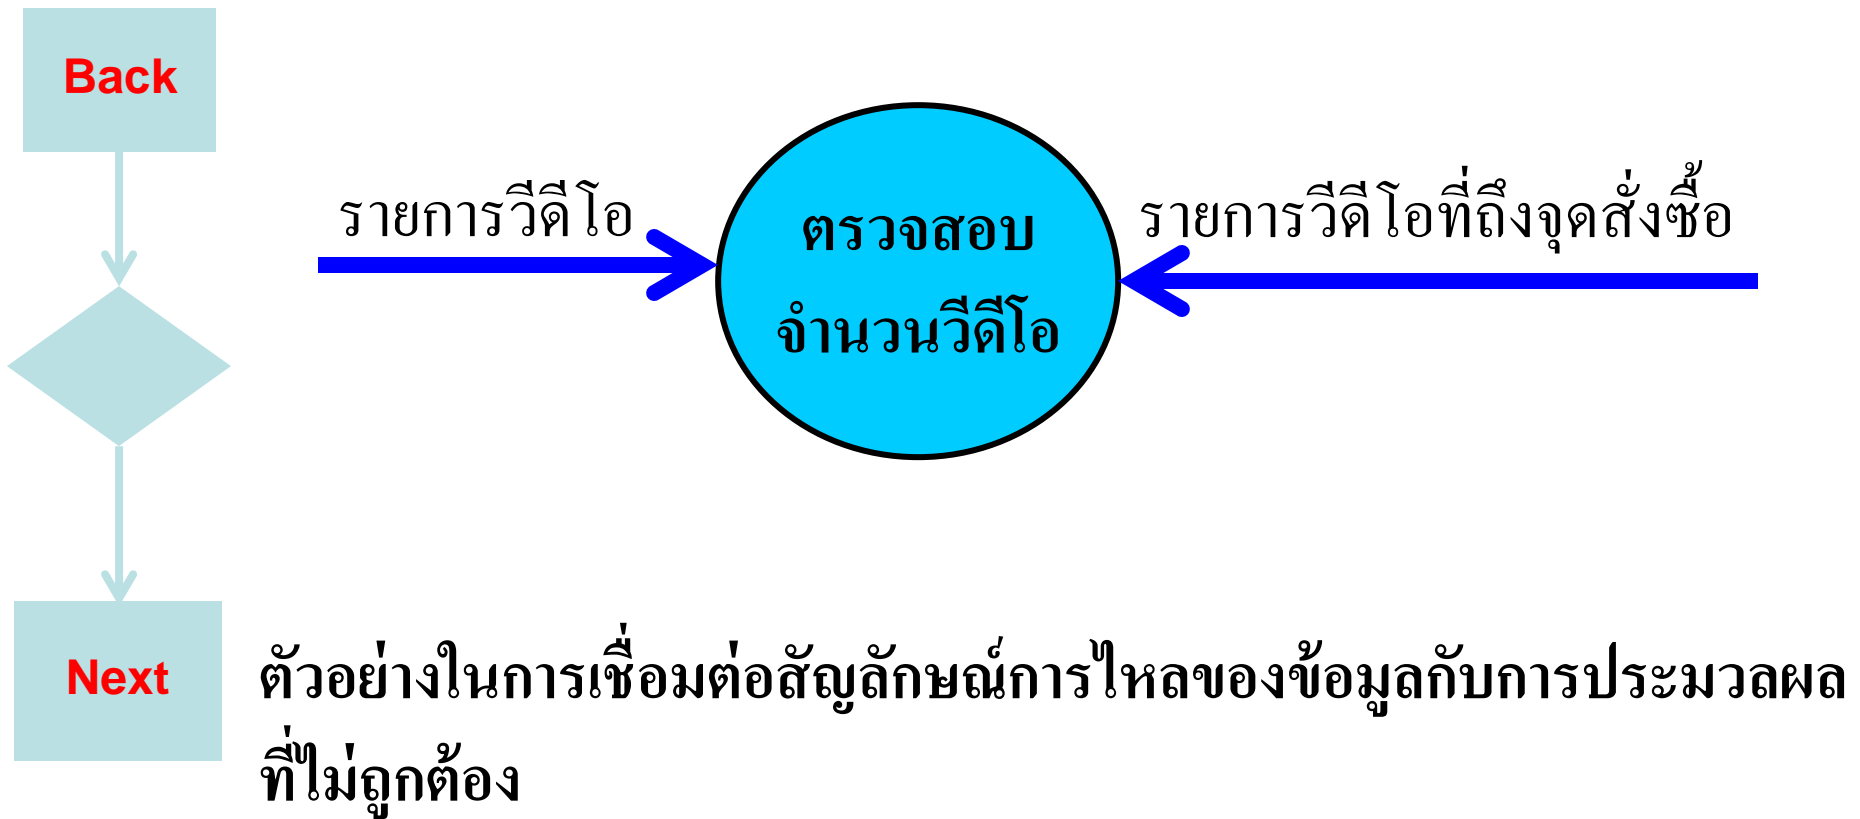 Back
รายการวีดีโอ
ตรวจสอบ
จำนวนวีดีโอ
รายการวีดีโอที่ถึงจุดสั่งซื้อ
Next
ตัวอย่างในการเชื่อมต่อสัญลักษณ์การไหลของข้อมูลกับการประมวลผล
ที่ไม่ถูกต้อง